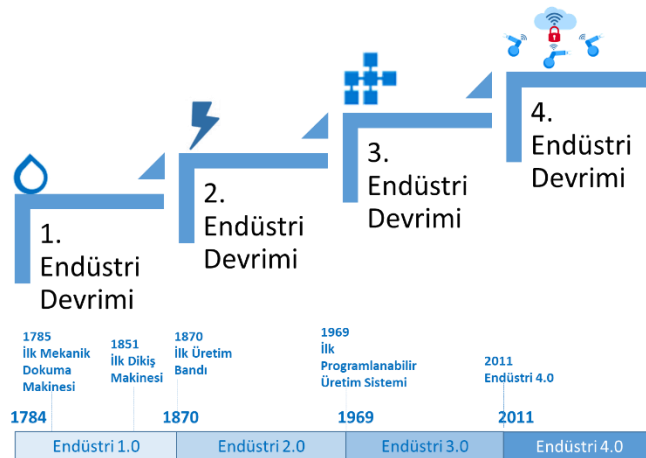 1.
Endüstri
Devrimi
2.
Endüstri
Devrimi
3.
Endüstri
Devrimi
4.
Endüstri
Devrimi
1785
İlk Mekanik
Dokuma
Makinesi
1851
İlk Dikiş
Makinesi
1870
İlk Üretim
Bandı
1969
İlk
Programlanabilir
Üretim Sistemi
2011
Endüstri 4.0
1784
1870
1969
2011
Endüstri 1.0
Endüstri 2.0
Endüstri 3.0
Endüstri 4.0